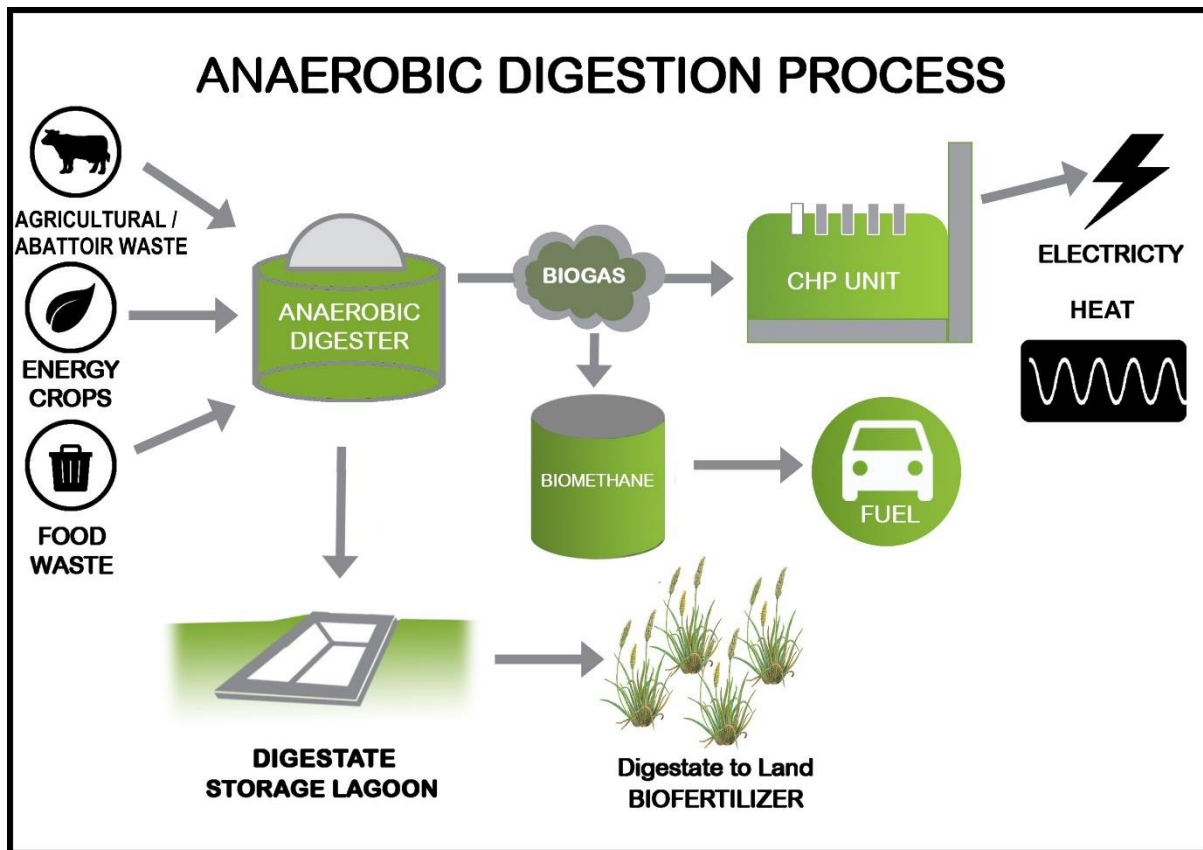 ANAEROBIC DIGESTION PROCESS
AGRICULTURAL /
ABATTOIR WASTE
ENERGY
CROPS
FOOD
WASTE
ANAEROBIC
DIGESTER
BIOGAS
CHP UNIT
ELECTRICTY
HEAT
BIOMETHANE
FUEL
DIGESTATE
STORAGE LAGOON
Digestate to Land
BIOFERTILIZER